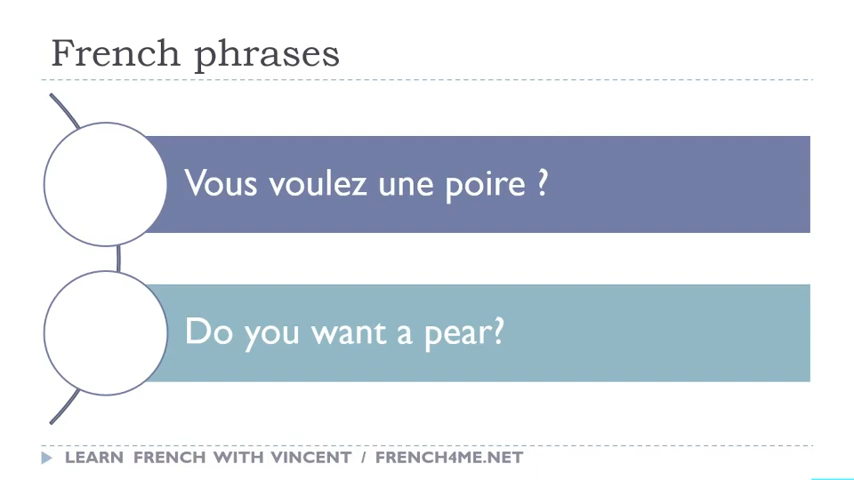 French phrases
Vous voulez une poire ?
Do you want a pear?
LEARN FRENCH WITH VINCENT / FRENCH4ME.NET